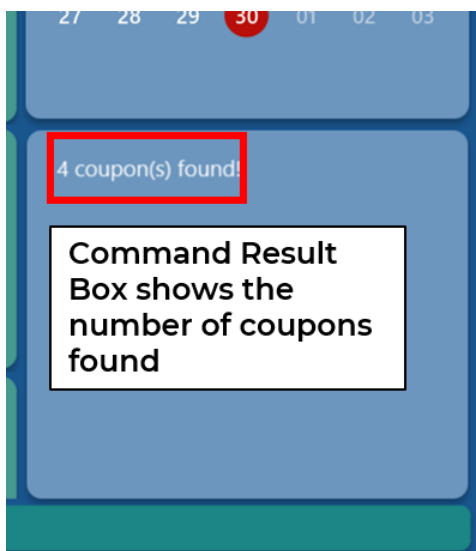 27 28 29 30 01 02 03
4 coupon(s) found!
Command Result
Box shows the
number of coupons
found